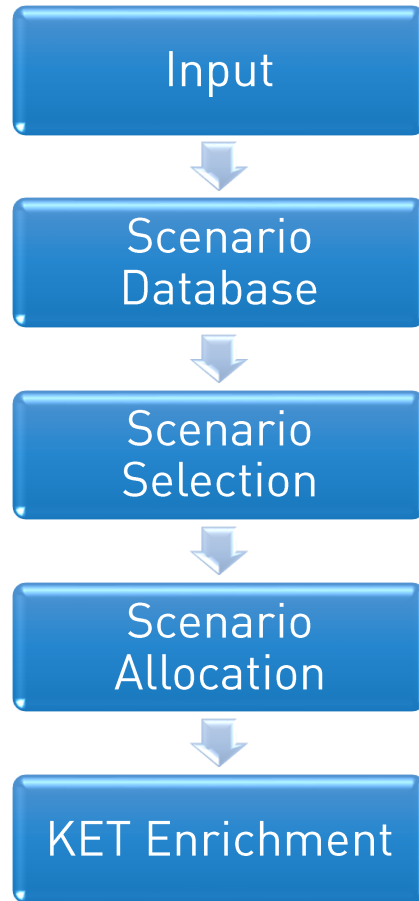 Input
Scenario
Database
Scenario
Selection
Scenario
Allocation
KET Enrichment